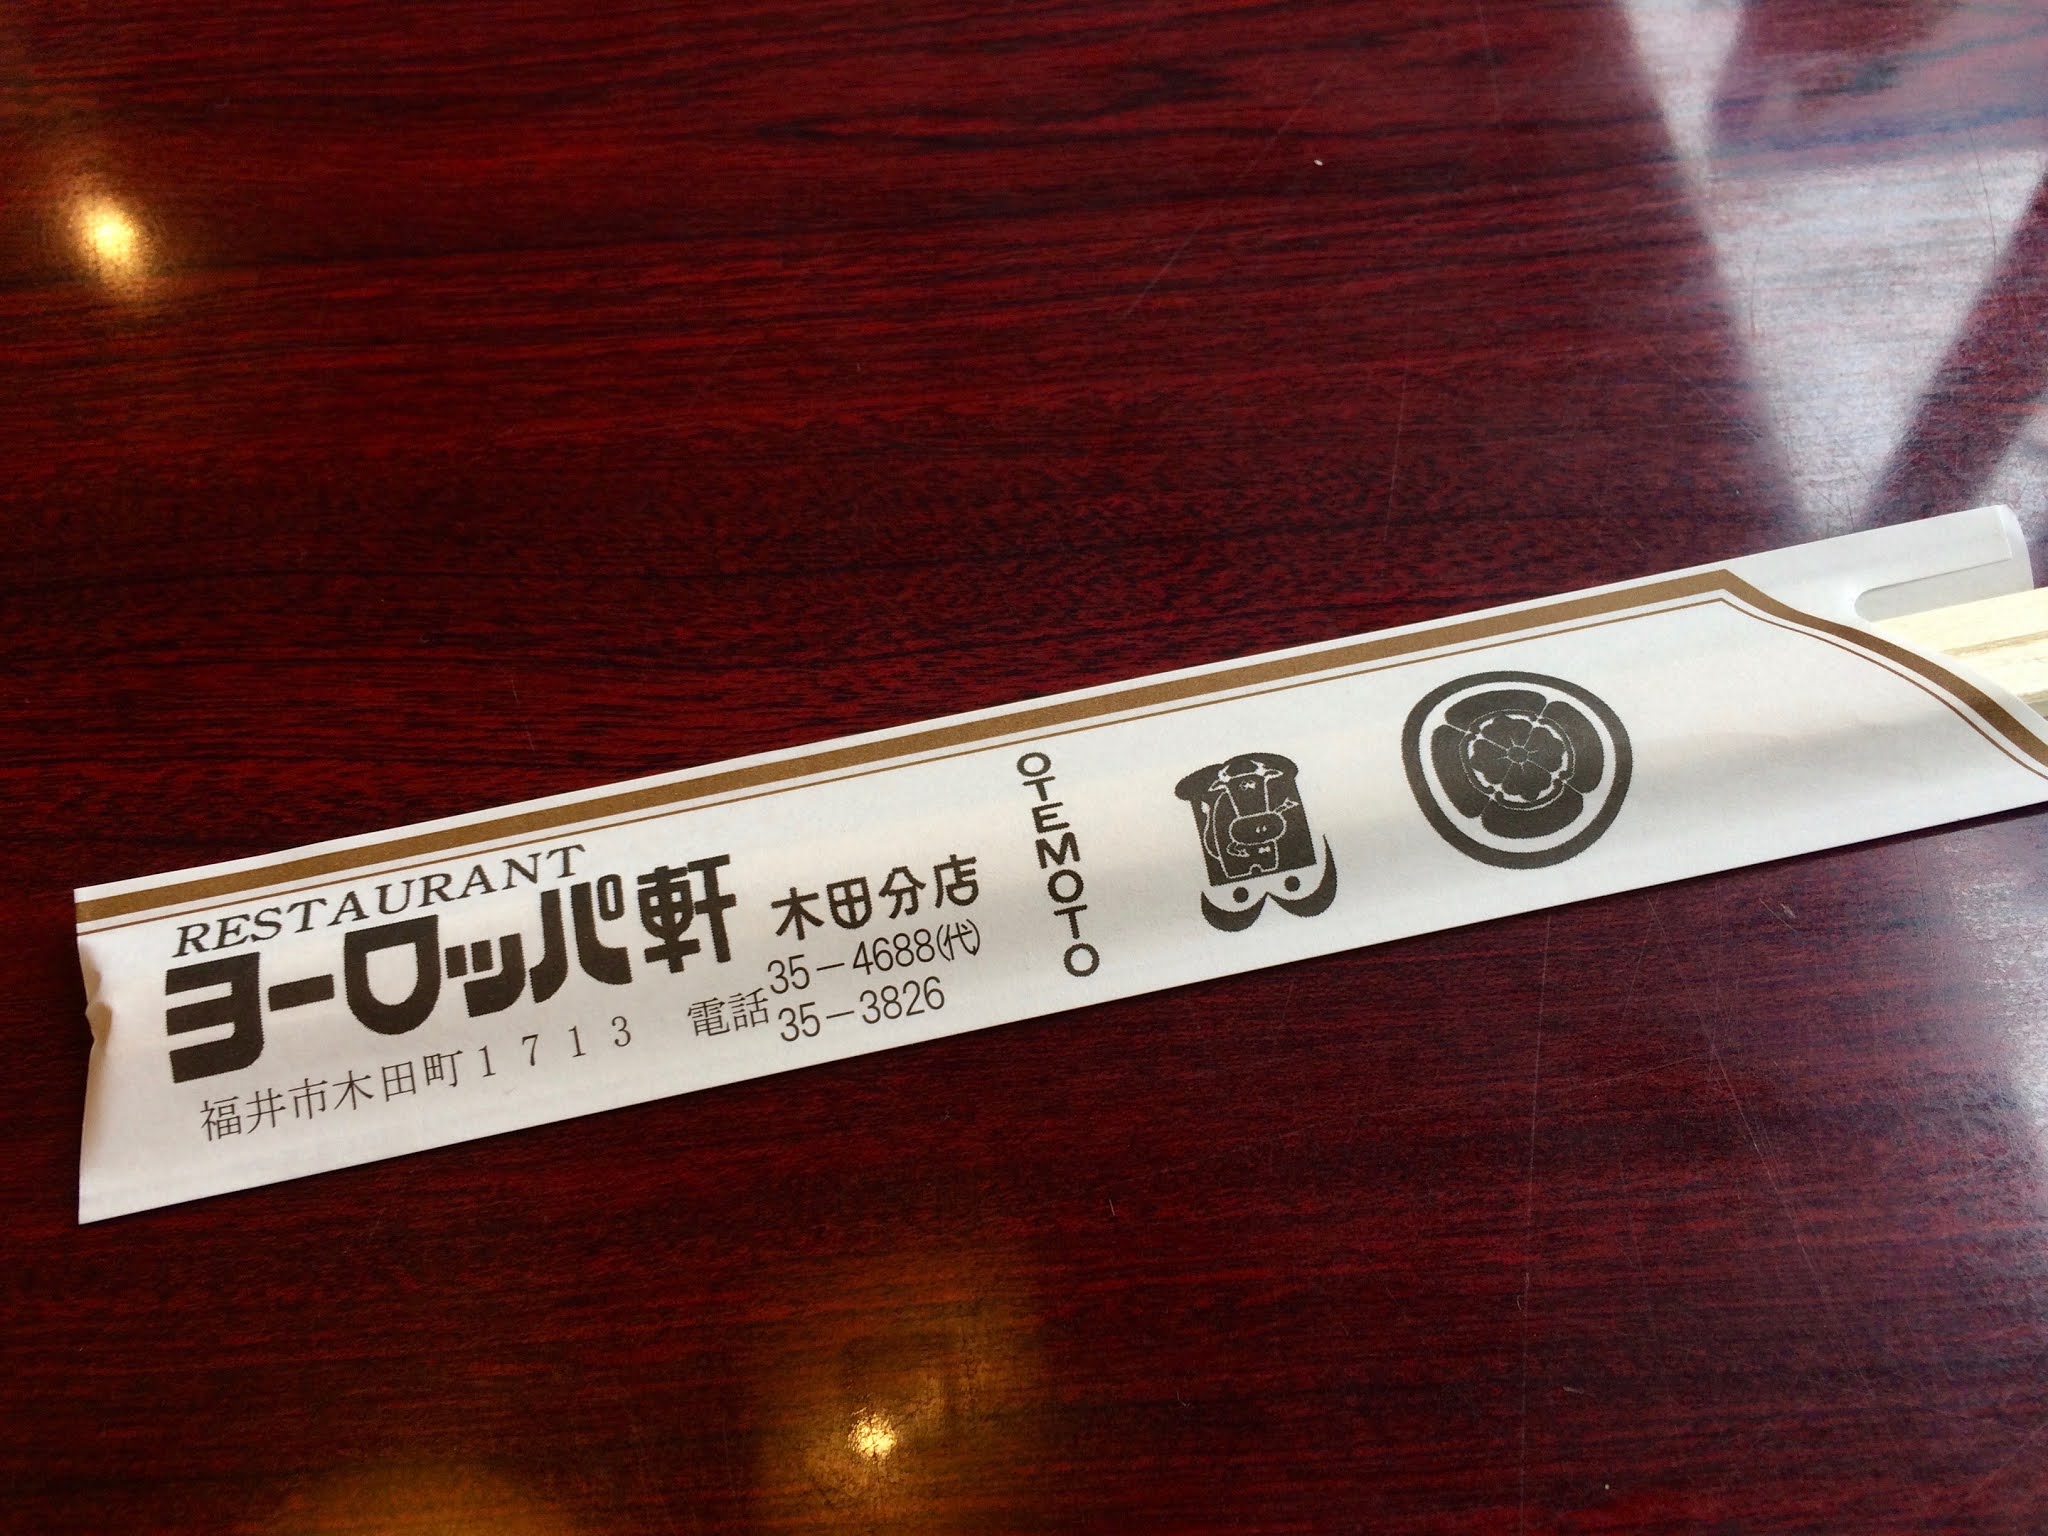 RESTAURANT
ヨーロッパ軒 木田分店
福井市木田町1713
電話 35-4688(代)
35-3826
OTEMOTO